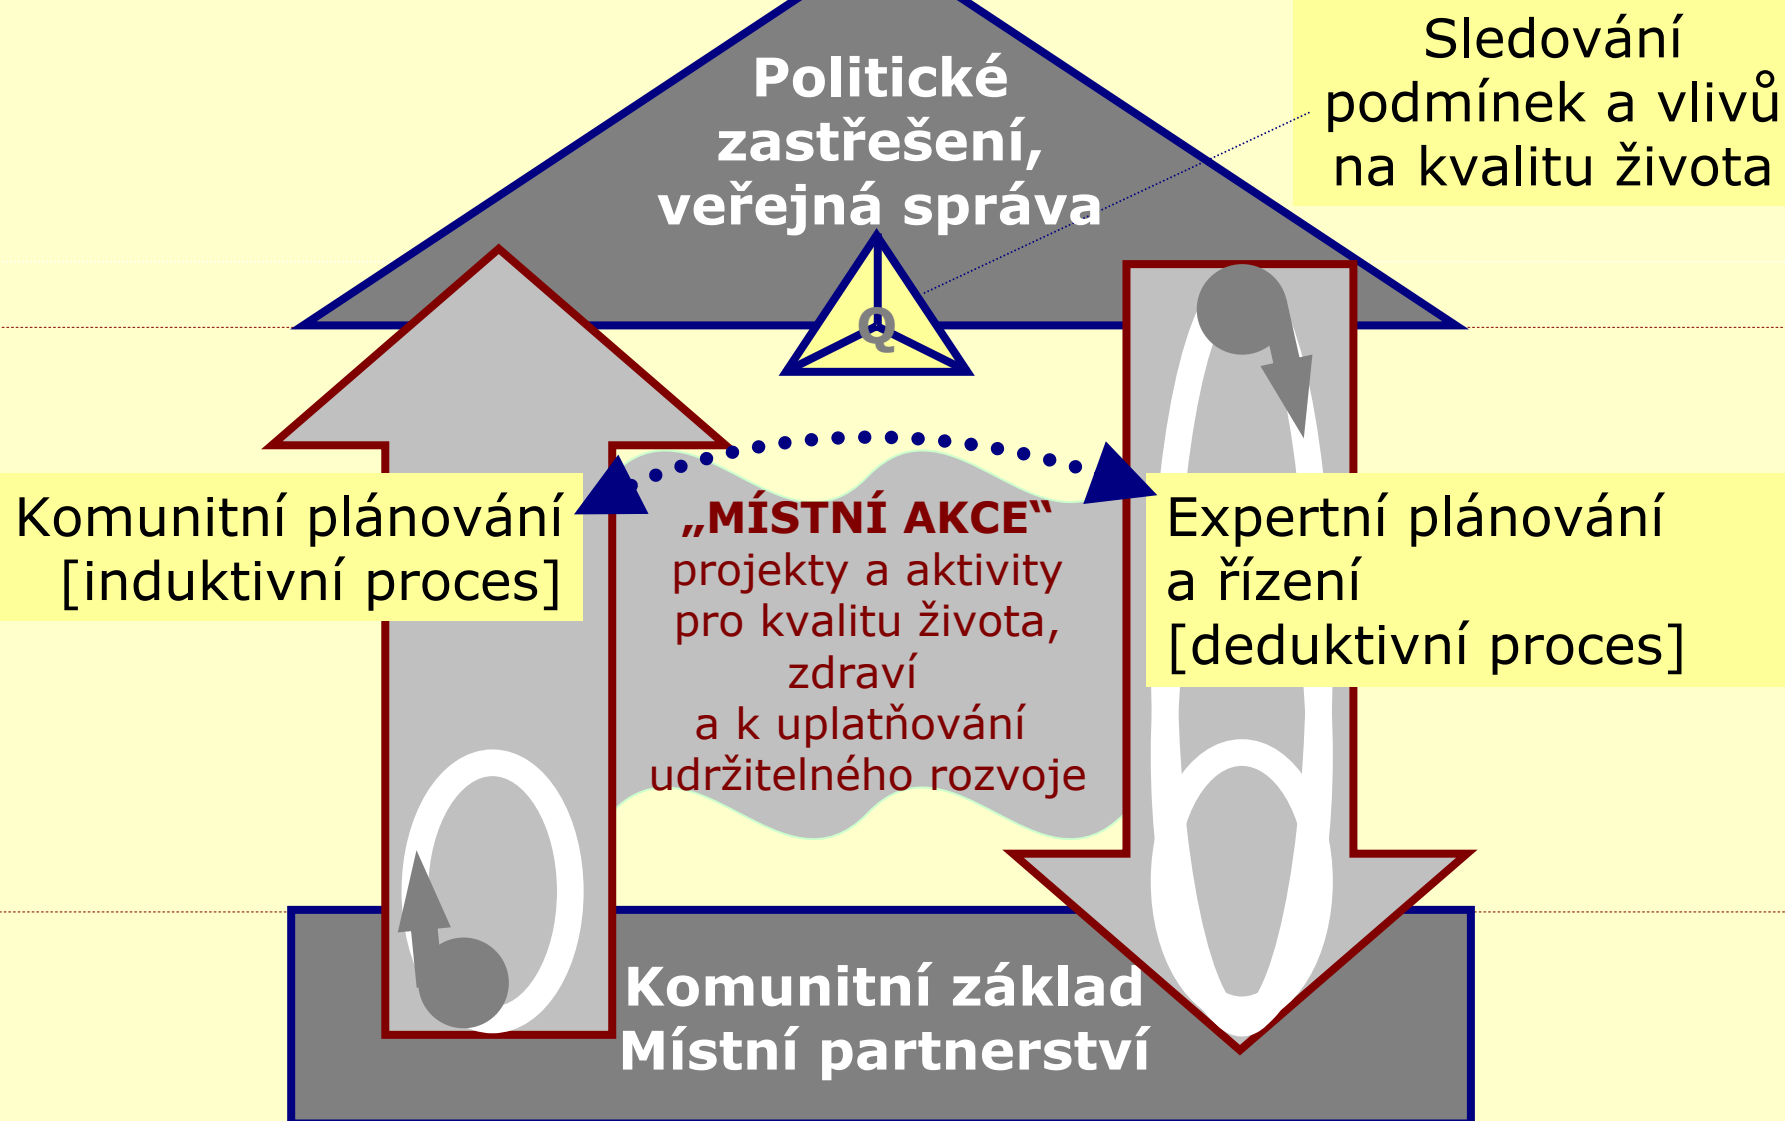 Politické
zastřešení,
veřejná správa
Sledování
podmínek a vlivů
na kvalitu života
Q
Komunitní plánování
[induktivní proces]
„MÍSTNÍ AKCE“
projekty a aktivity
pro kvalitu života,
zdraví
a k uplatňování
udržitelného rozvoje
Expertní plánování
a řízení
[deduktivní proces]
Komunitní základ
Místní partnerství